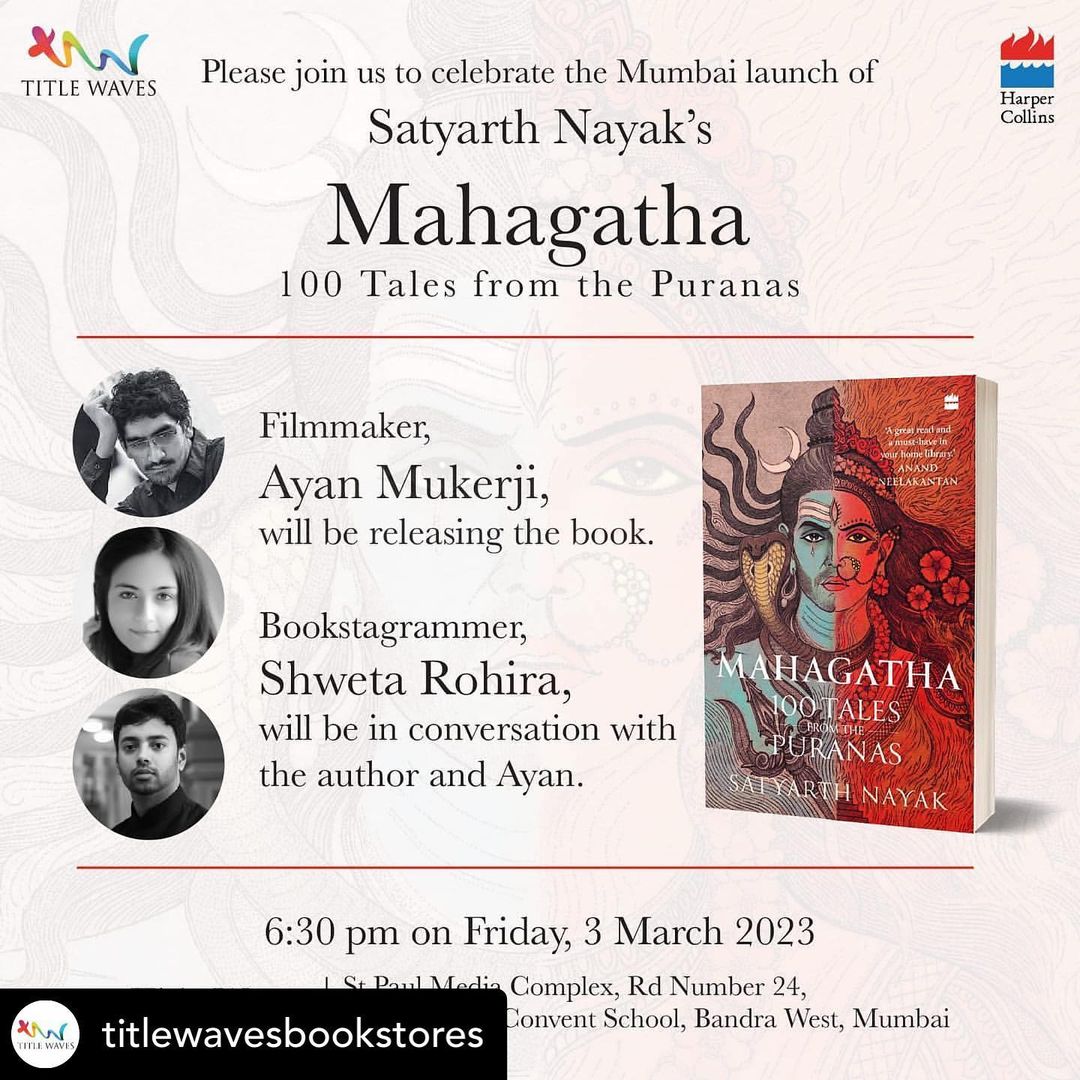 TITLE WAVES
Please join us to celebrate the Mumbai launch of
Harper
Collins
Satyarth Nayak's
Mahagatha
100 Tales from the Puranas
Filmmaker,
Ayan Mukerji,
will be releasing the book.
Bookstagrammer,
Shweta Rohira,
will be in conversation with
the author and Ayan.
'A great read and
a must-have in
your home library.'
ANAND
NEELAKANTAN
MAHAGATHA
100 TALES
FROM THE
PURANAS
SATYARTH NAYAK
6:30 pm on Friday, 3 March 2023
St Paul Media Complex, Rd Number 24,
Convent School, Bandra West, Mumbai
TITLE WAVES
titlewavesbookstores